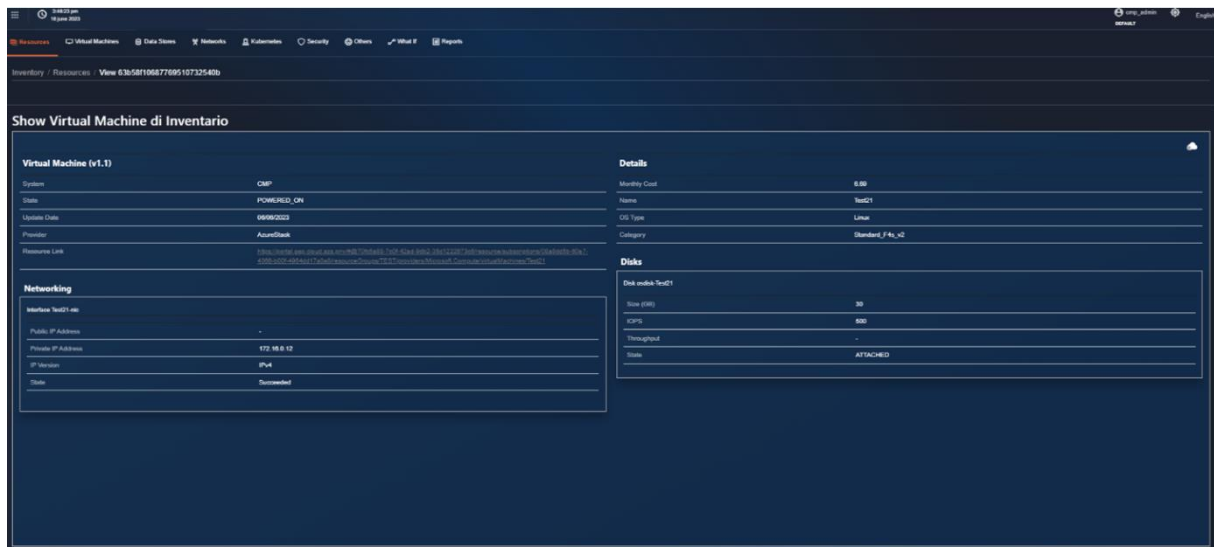 3:48:23 pm
16 june 2023
cmp_admin
DEFAULT
English
Resources Virtual Machines Data Stores Networks Kubernetes Security Others What If Reports
Inventory / Resources / View 63b58f10687769510732540b
Show Virtual Machine di Inventario
Virtual Machine (v1.1)
System CMP
State POWERED_ON
Update Date 06/06/2023
Provider AzureStack
Resource Link
Networking
Interface Test21-nic
Public IP Address -
Private IP Address 172.16.0.12
IP Version IPv4
State Succeeded
Details
Monthly Cost 6.69
Name Test21
OS Type Linux
Category Standard_F4s_v2
Disks
Disk osdisk-Test21
Size (GB) 30
IOPS 500
Throughput -
State ATTACHED